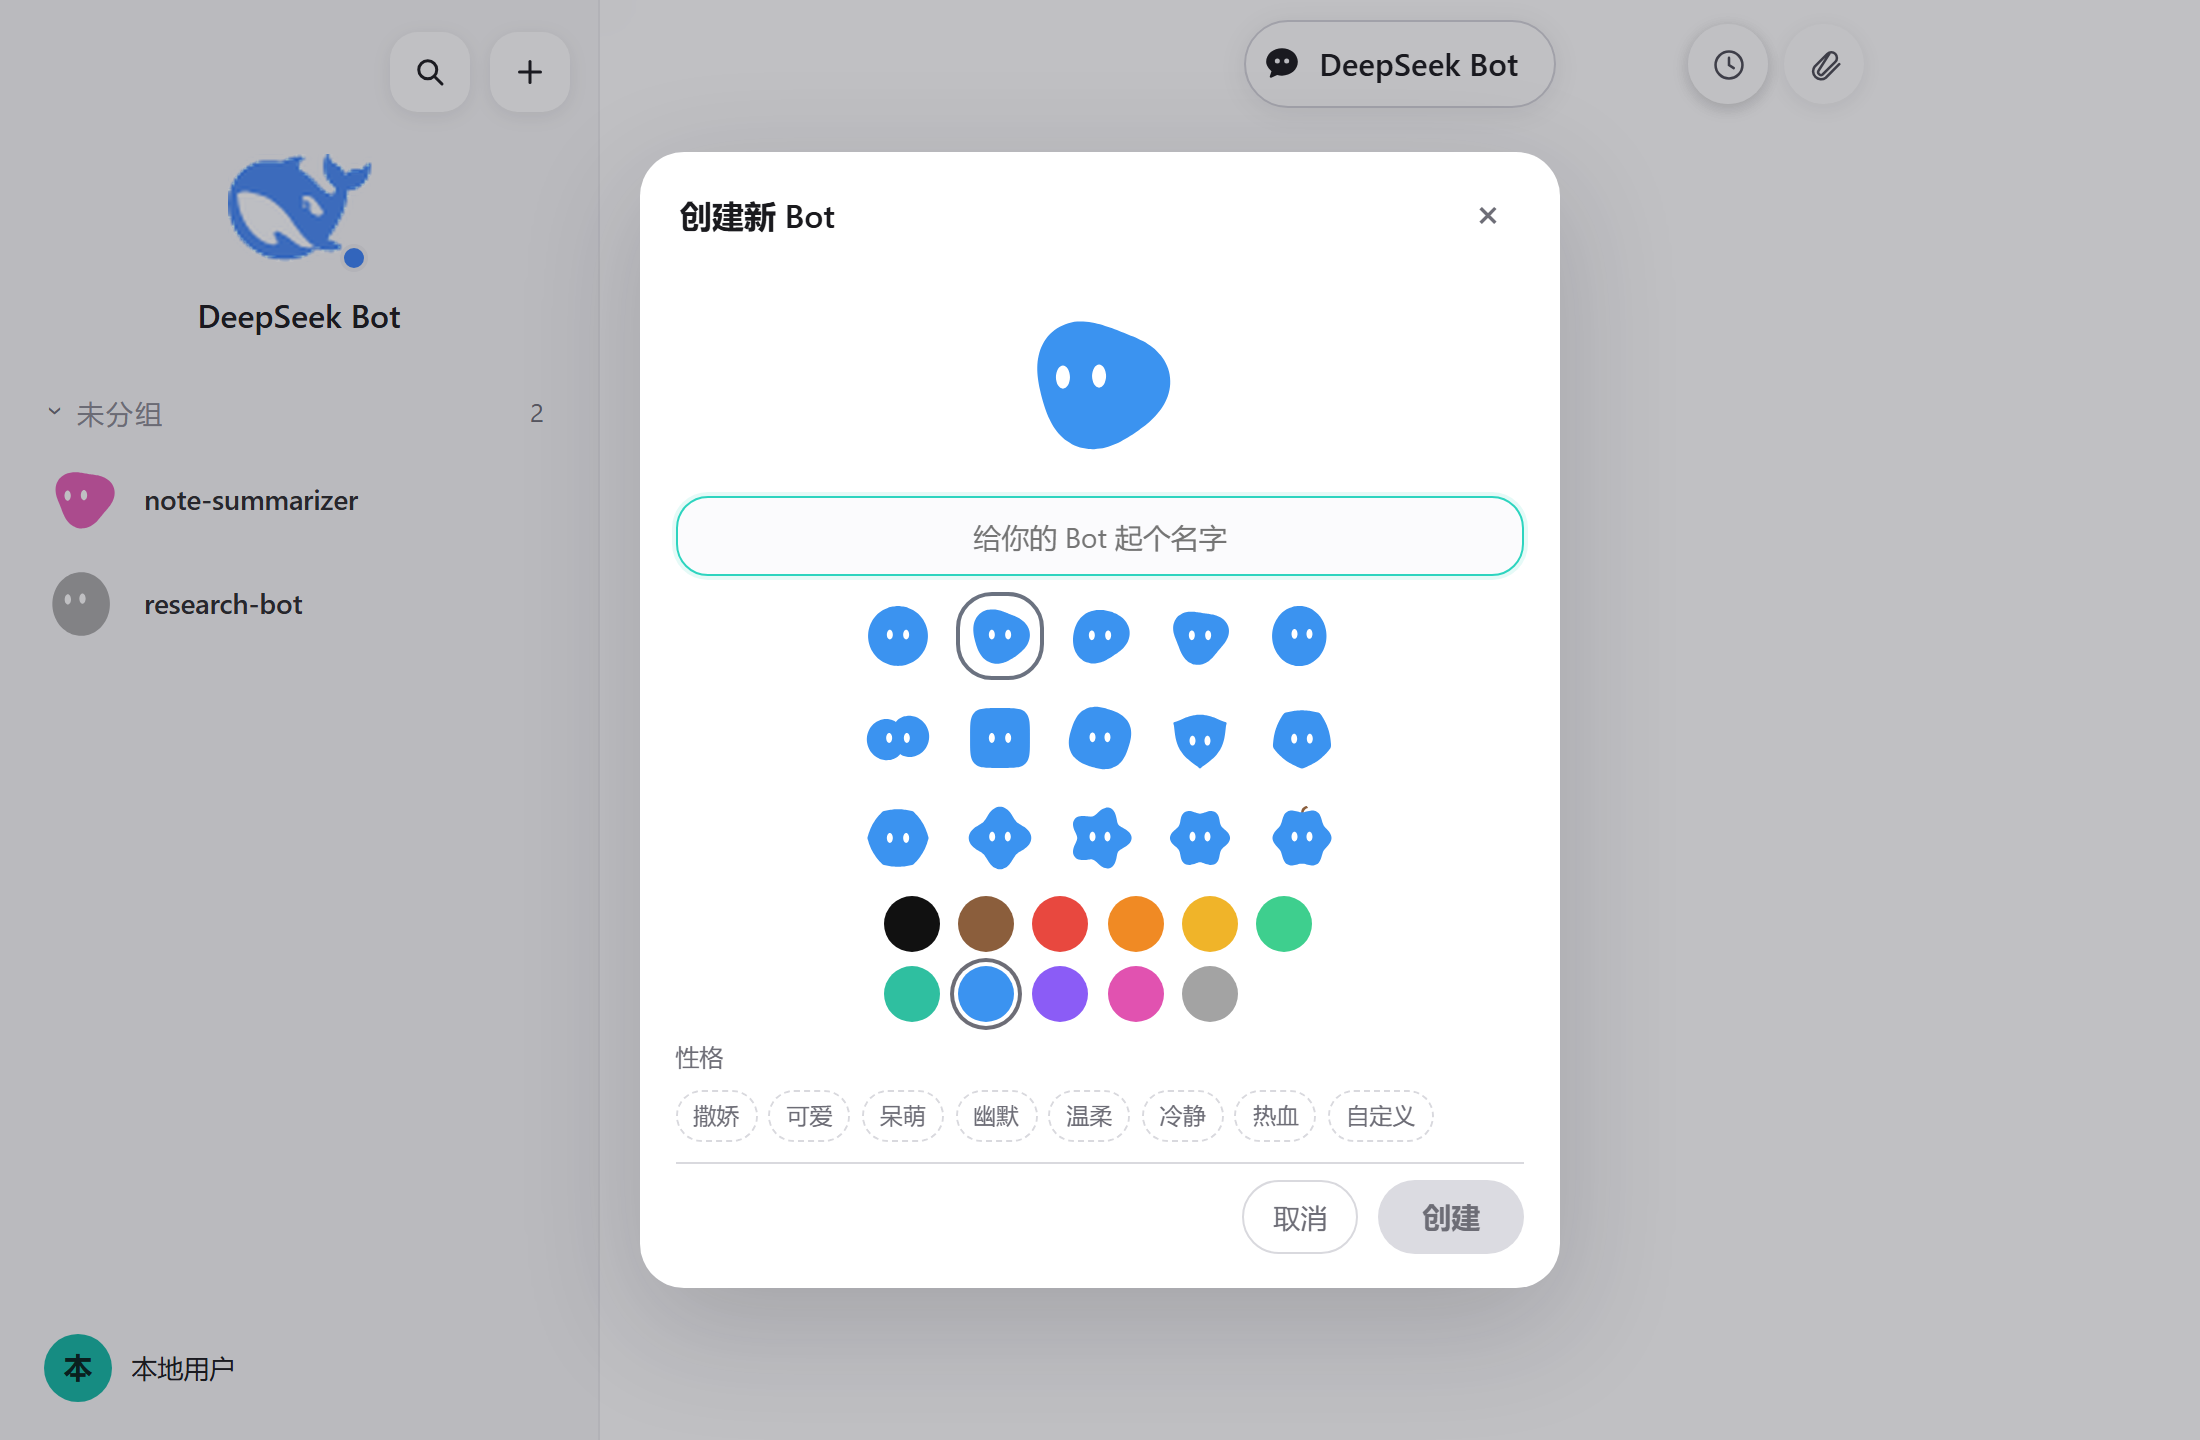 DeepSeek Bot
DeepSeek Bot
未分组 2
note-summarizer
research-bot
本 本地用户
创建新 Bot
给你的 Bot 起个名字
性格
撒娇 可爱 呆萌 幽默 温柔 冷静 热血 自定义
取消 创建